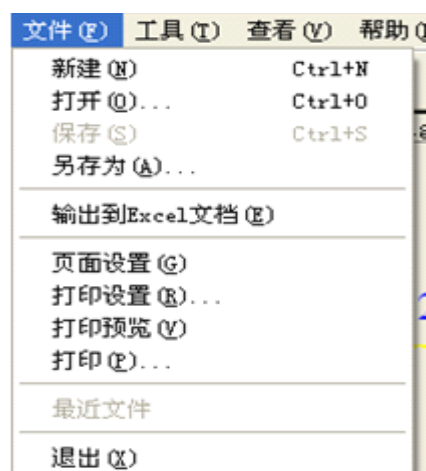 文件(F) 工具(T) 查看(V) 帮助(
新建(N) Ctrl+N
打开(O)... Ctrl+O
保存(S) Ctrl+S
另存为(A)...
输出到Excel文档(E)
页面设置(G)
打印设置(R)...
打印预览(V)
打印(P)...
最近文件
退出(X)